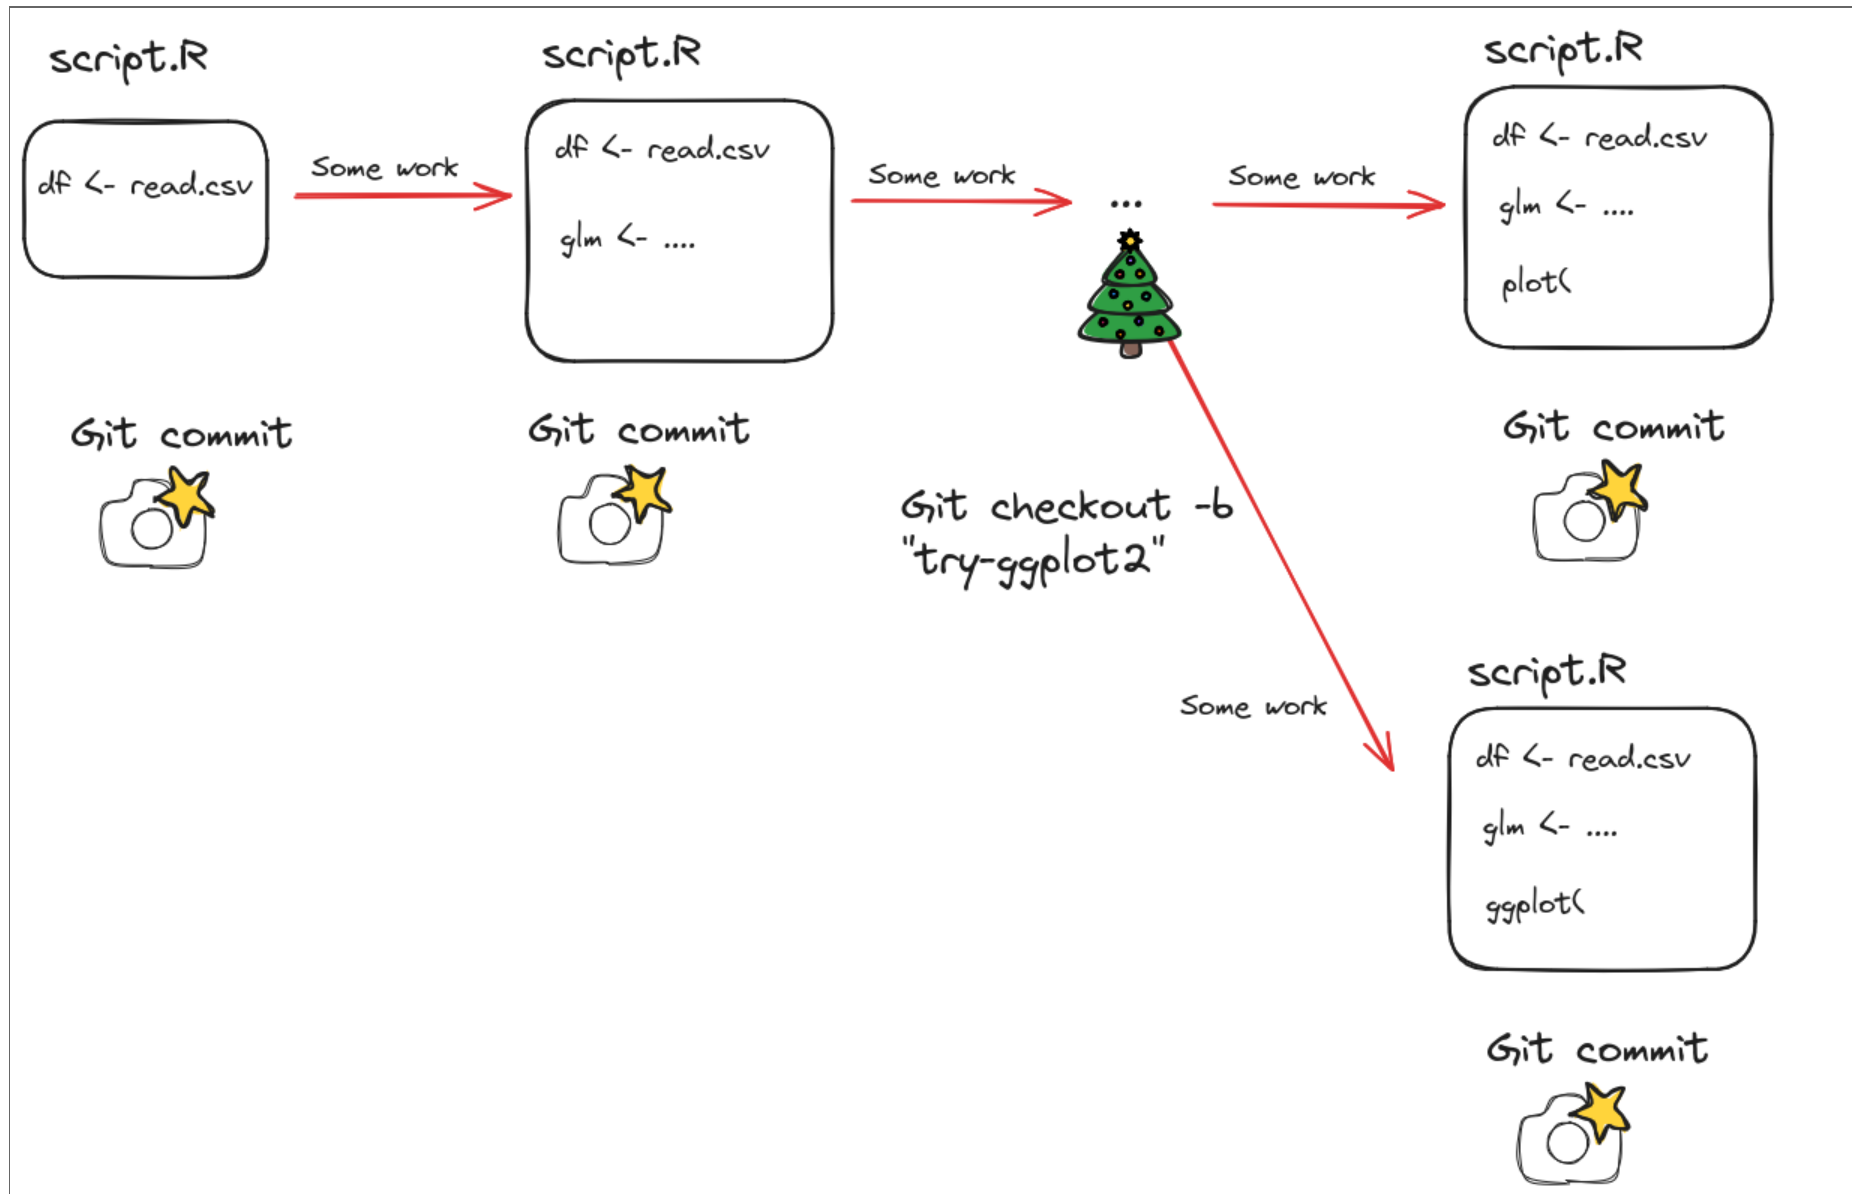 script.R
df <- read.csv
Git commit
Some work
script.R
df <- read.csv
glm <- ....
Git commit
Some work
...
Some work
script.R
df <- read.csv
glm <- ....
plot(
Git commit
Git checkout -b
"try-ggplot2"
Some work
script.R
df <- read.csv
glm <- ....
ggplot(
Git commit